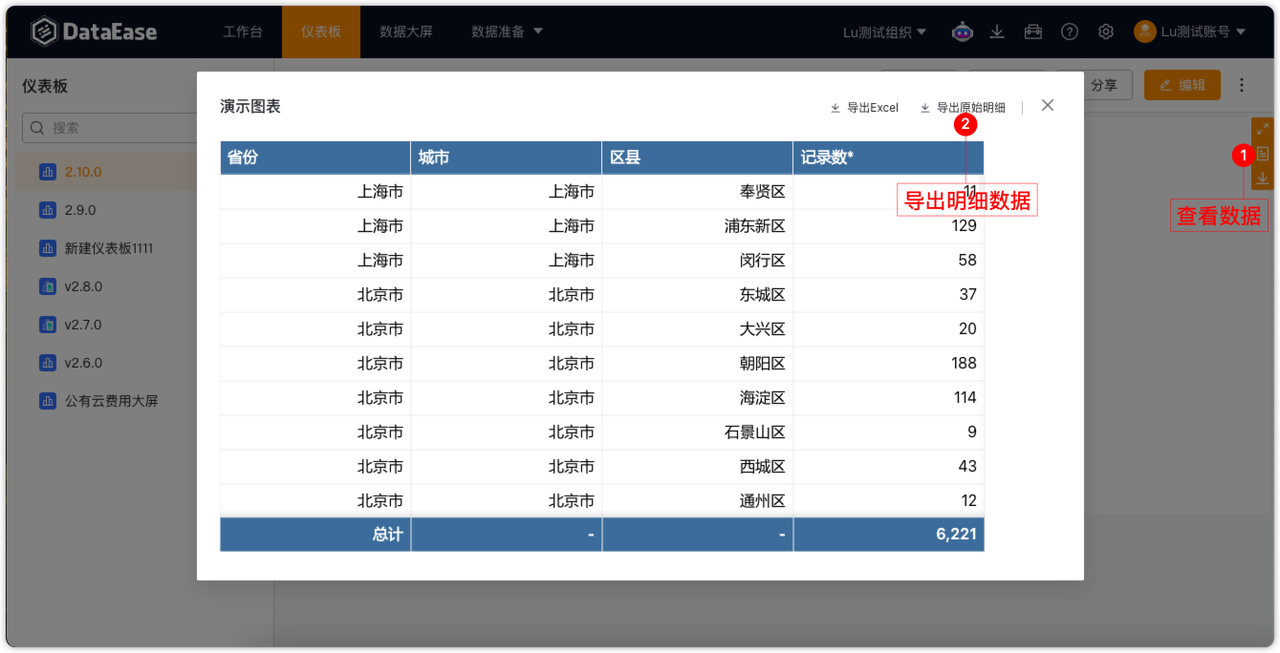 DataEase 工作台 仪表板 数据大屏 数据准备 Lu测试组织 Lu测试账号
仪表板
搜索
2.10.0
2.9.0
新建仪表板1111
v2.8.0
v2.7.0
v2.6.0
公有云费用大屏
分享 编辑
演示图表 导出Excel 导出原始明细
2
导出明细数据
1
查看数据
省份 城市 区县 记录数*
上海市 上海市 奉贤区 11
上海市 上海市 浦东新区 129
上海市 上海市 闵行区 58
北京市 北京市 东城区 37
北京市 北京市 大兴区 20
北京市 北京市 朝阳区 188
北京市 北京市 海淀区 114
北京市 北京市 石景山区 9
北京市 北京市 西城区 43
北京市 北京市 通州区 12
总计 - - 6,221